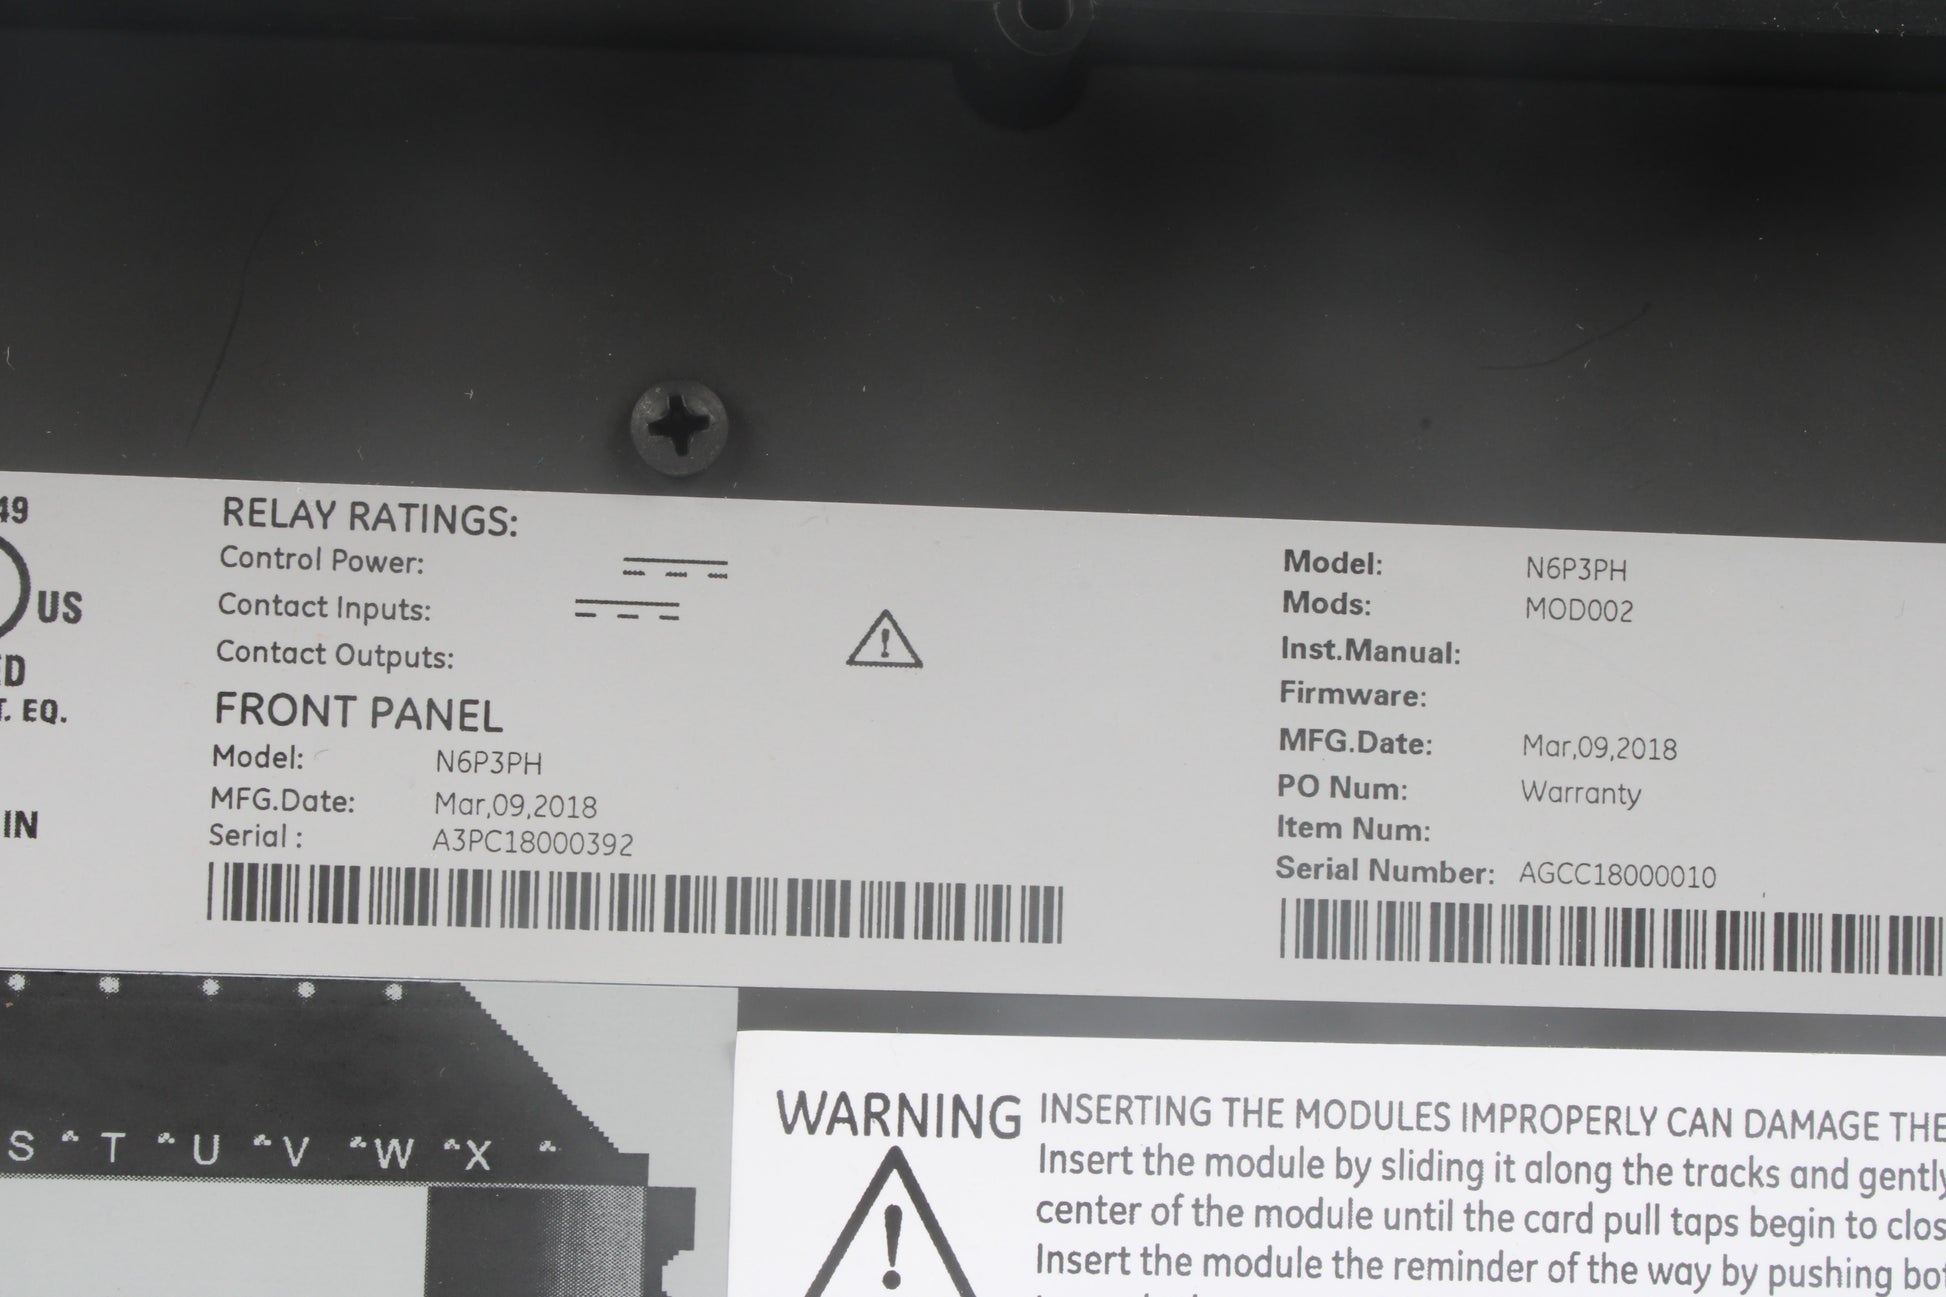 49
US
ED
T. EQ.
IN
RELAY RATINGS:
Control Power:
Contact Inputs:
Contact Outputs:
FRONT PANEL
Model: N6P3PH
MFG.Date: Mar,09,2018
Serial : A3PC18000392
Model: N6P3PH
Mods: MOD002
Inst.Manual:
Firmware:
MFG.Date: Mar,09,2018
PO Num: Warranty
Item Num:
Serial Number: AGCC18000010
S T U V W X
WARNING
INSERTING THE MODULES IMPROPERLY CAN DAMAGE THE
Insert the module by sliding it along the tracks and gently
center of the module until the card pull taps begin to clos
Insert the module the reminder of the way by pushing bot